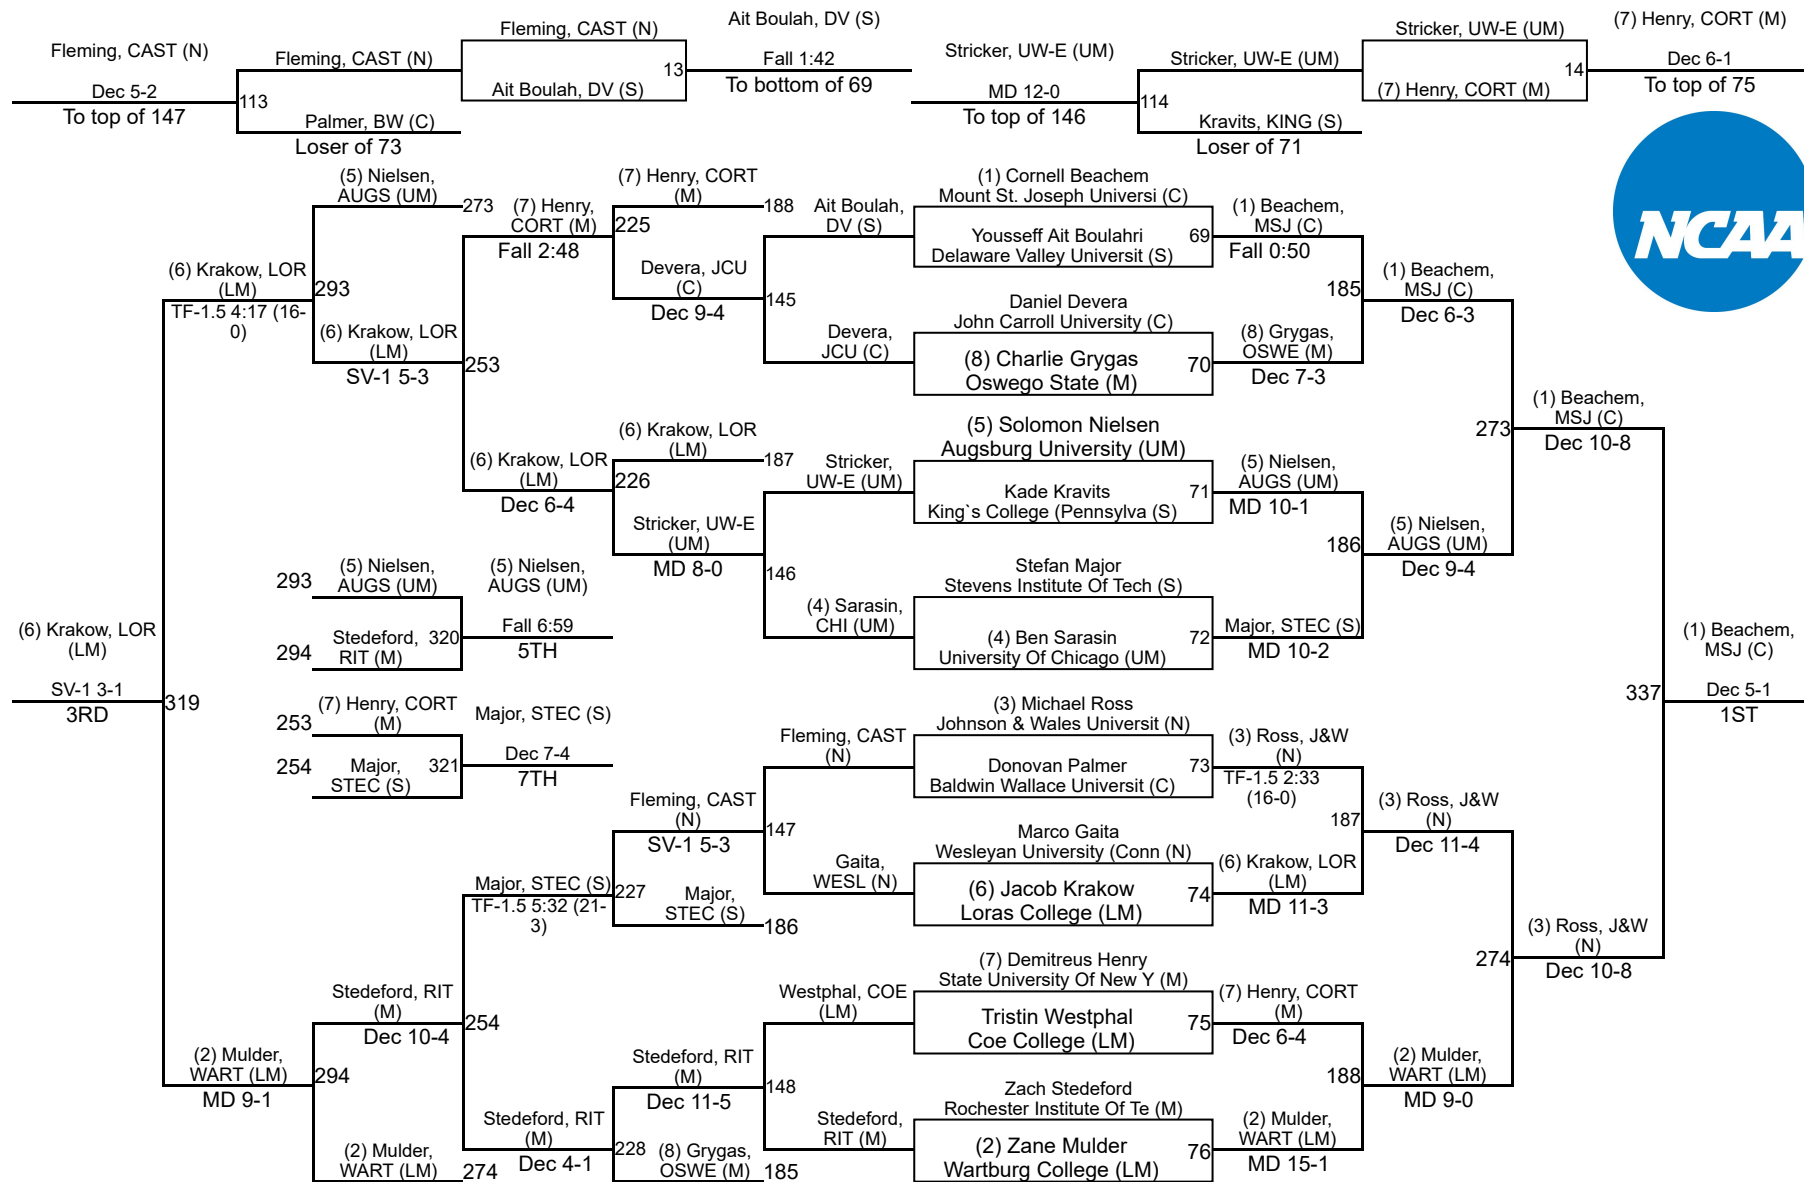 Fleming, CAST (N)
Dec 5-2
To top of 147
Fleming, CAST (N)
113
Palmer, BW (C)
Loser of 73
Fleming, CAST (N)
13
Ait Boulah, DV (S)
Ait Boulah, DV (S)
Fall 1:42
To bottom of 69
Stricker, UW-E (UM)
MD 12-0
To top of 146
Stricker, UW-E (UM)
114
Kravits, KING (S)
Loser of 71
Stricker, UW-E (UM)
14
(7) Henry, CORT (M)
(7) Henry, CORT (M)
Dec 6-1
To top of 75
NCAA
(1) Cornell Beachem
Mount St. Joseph Universi (C)
Yousseff Ait Boulahri
Delaware Valley Universit (S)
69
Daniel Devera
John Carroll University (C)
(8) Charlie Grygas
Oswego State (M)
70
(5) Solomon Nielsen
Augsburg University (UM)
Kade Kravits
King`s College (Pennsylva (S)
71
Stefan Major
Stevens Institute Of Tech (S)
(4) Ben Sarasin
University Of Chicago (UM)
72
(3) Michael Ross
Johnson & Wales Universit (N)
Donovan Palmer
Baldwin Wallace Universit (C)
73
Marco Gaita
Wesleyan University (Conn (N)
(6) Jacob Krakow
Loras College (LM)
74
(7) Demitreus Henry
State University Of New Y (M)
Tristin Westphal
Coe College (LM)
75
Zach Stedeford
Rochester Institute Of Te (M)
(2) Zane Mulder
Wartburg College (LM)
76
(1) Beachem,
MSJ (C)
Fall 0:50
185
(8) Grygas,
OSWE (M)
Dec 7-3
(5) Nielsen,
AUGS (UM)
MD 10-1
186
Major, STEC (S)
MD 10-2
(3) Ross, J&W
(N)
TF-1.5 2:33
(16-0)
187
(6) Krakow, LOR
(LM)
MD 11-3
(7) Henry, CORT
(M)
Dec 6-4
188
(2) Mulder,
WART (LM)
MD 15-1
(1) Beachem,
MSJ (C)
Dec 6-3
273
(5) Nielsen,
AUGS (UM)
Dec 9-4
(3) Ross, J&W
(N)
Dec 11-4
274
(2) Mulder,
WART (LM)
MD 9-0
(1) Beachem,
MSJ (C)
Dec 10-8
337
(3) Ross, J&W
(N)
Dec 10-8
(1) Beachem,
MSJ (C)
Dec 5-1
1ST
Ait Boulah,
DV (S)
145
Devera,
JCU (C)
Stricker,
UW-E (UM)
146
(4) Sarasin,
CHI (UM)
Fleming, CAST
(N)
147
Gaita,
WESL (N)
Westphal, COE
(LM)
148
Stedeford,
RIT (M)
(7) Henry, CORT
(M)
188
225
Devera, JCU
(C)
Dec 9-4
(6) Krakow, LOR
(LM)
187
226
Stricker, UW-E
(UM)
MD 8-0
Fleming, CAST
(N)
SV-1 5-3
227
Major,
STEC (S)
186
Stedeford, RIT
(M)
Dec 11-5
228
(8) Grygas,
OSWE (M)
185
(7) Henry,
CORT (M)
Fall 2:48
253
(6) Krakow, LOR
(LM)
Dec 6-4
Major, STEC (S)
TF-1.5 5:32 (21-
3)
254
Stedeford, RIT
(M)
Dec 4-1
(5) Nielsen,
AUGS (UM)
273
293
(6) Krakow, LOR
(LM)
SV-1 5-3
Stedeford, RIT
(M)
Dec 10-4
294
(2) Mulder,
WART (LM)
274
(6) Krakow, LOR
(LM)
TF-1.5 4:17 (16-
0)
319
(2) Mulder,
WART (LM)
MD 9-1
(6) Krakow, LOR
(LM)
SV-1 3-1
3RD
293
(5) Nielsen,
AUGS (UM)
294
Stedeford,
RIT (M)
320
(5) Nielsen,
AUGS (UM)
Fall 6:59
5TH
253
(7) Henry, CORT
(M)
254
Major,
STEC (S)
321
Major, STEC (S)
Dec 7-4
7TH